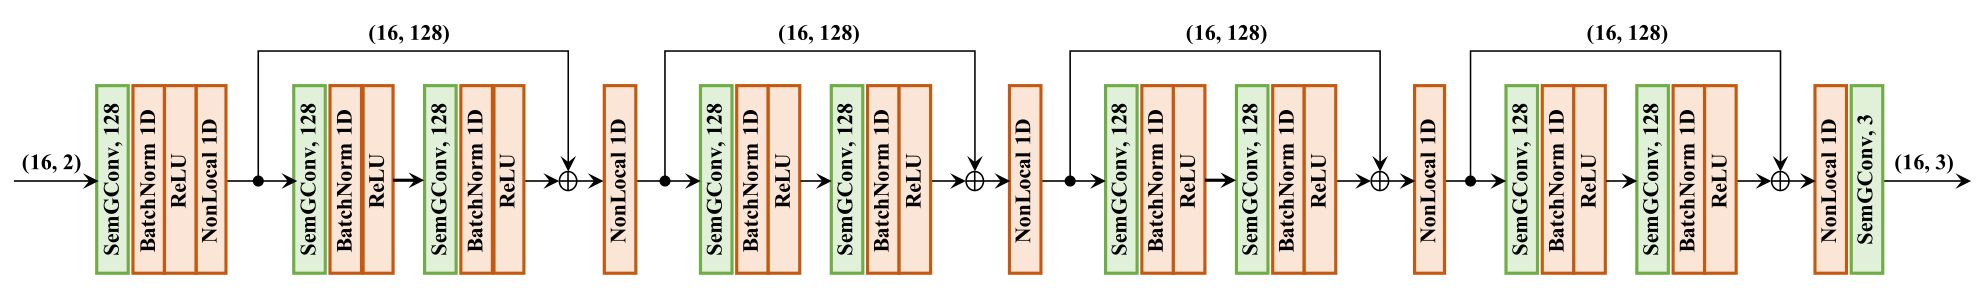 (16, 128)
(16, 128)
(16, 128)
(16, 128)
(16, 2)
SemGConv, 128
BatchNorm 1D
ReLU
NonLocal 1D
SemGConv, 128
BatchNorm 1D
ReLU
SemGConv, 128
BatchNorm 1D
ReLU
NonLocal 1D
SemGConv, 128
BatchNorm 1D
ReLU
SemGConv, 128
BatchNorm 1D
ReLU
NonLocal 1D
SemGConv, 128
BatchNorm 1D
ReLU
SemGConv, 128
BatchNorm 1D
ReLU
NonLocal 1D
SemGConv, 128
BatchNorm 1D
ReLU
SemGConv, 128
BatchNorm 1D
ReLU
NonLocal 1D
SemGConv, 3
(16, 3)